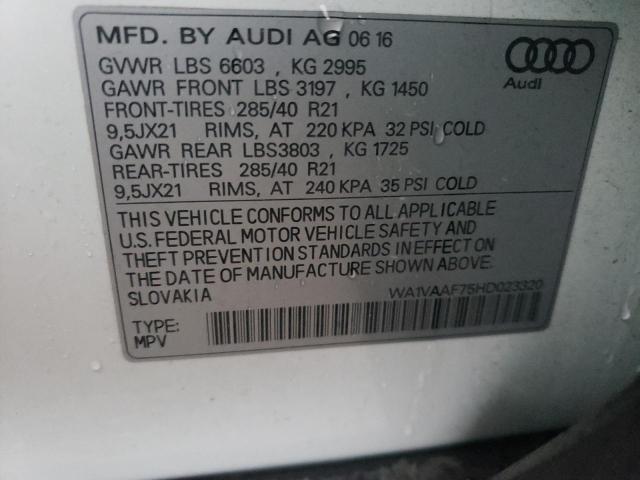 MFD. BY AUDI AG 06 16
GVWR LBS 6603 , KG 2995
Audi
GAWR FRONT LBS 3197 , KG 1450
FRONT-TIRES 285/40 R21
9,5JX21 RIMS, AT 220 KPA 32 PSI COLD
GAWR REAR LBS3803 , KG 1725
REAR-TIRES 285/40 R21
9,5JX21 RIMS, AT 240 KPA 35 PSI COLD
THIS VEHICLE CONFORMS TO ALL APPLICABLE
U.S. FEDERAL MOTOR VEHICLE SAFETY AND
THEFT PREVENTION STANDARDS IN EFFECT ON
THE DATE OF MANUFACTURE SHOWN ABOVE.
SLOVAKIA WA1VAAF75HD023320
TYPE:
MPV